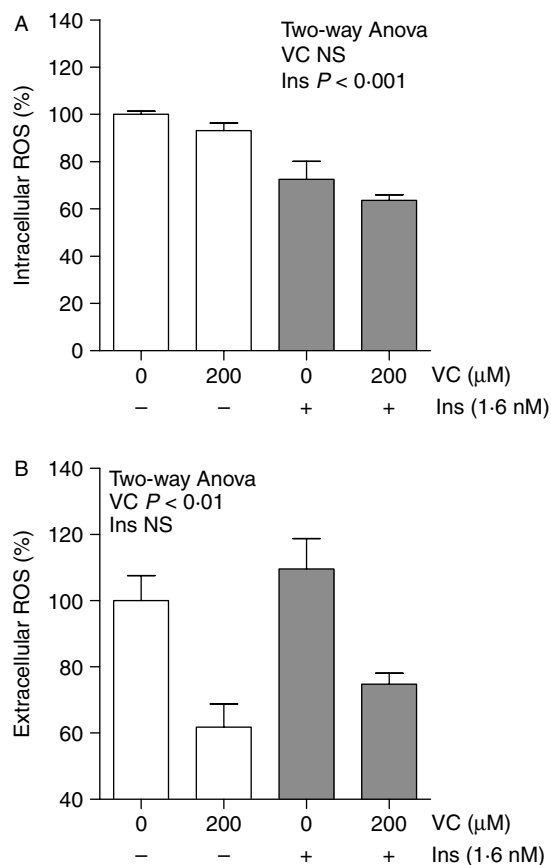 A
Two-way Anova
VC NS
Ins P < 0·001
Intracellular ROS (%)
140
120
100
80
60
40
20
0
0 200 0 200 VC (μM)
– – + + Ins (1·6 nM)
B
Two-way Anova
VC P < 0·01
Ins NS
Extracellular ROS (%)
140
120
100
80
60
40
0 200 0 200 VC (μM)
– – + + Ins (1·6 nM)